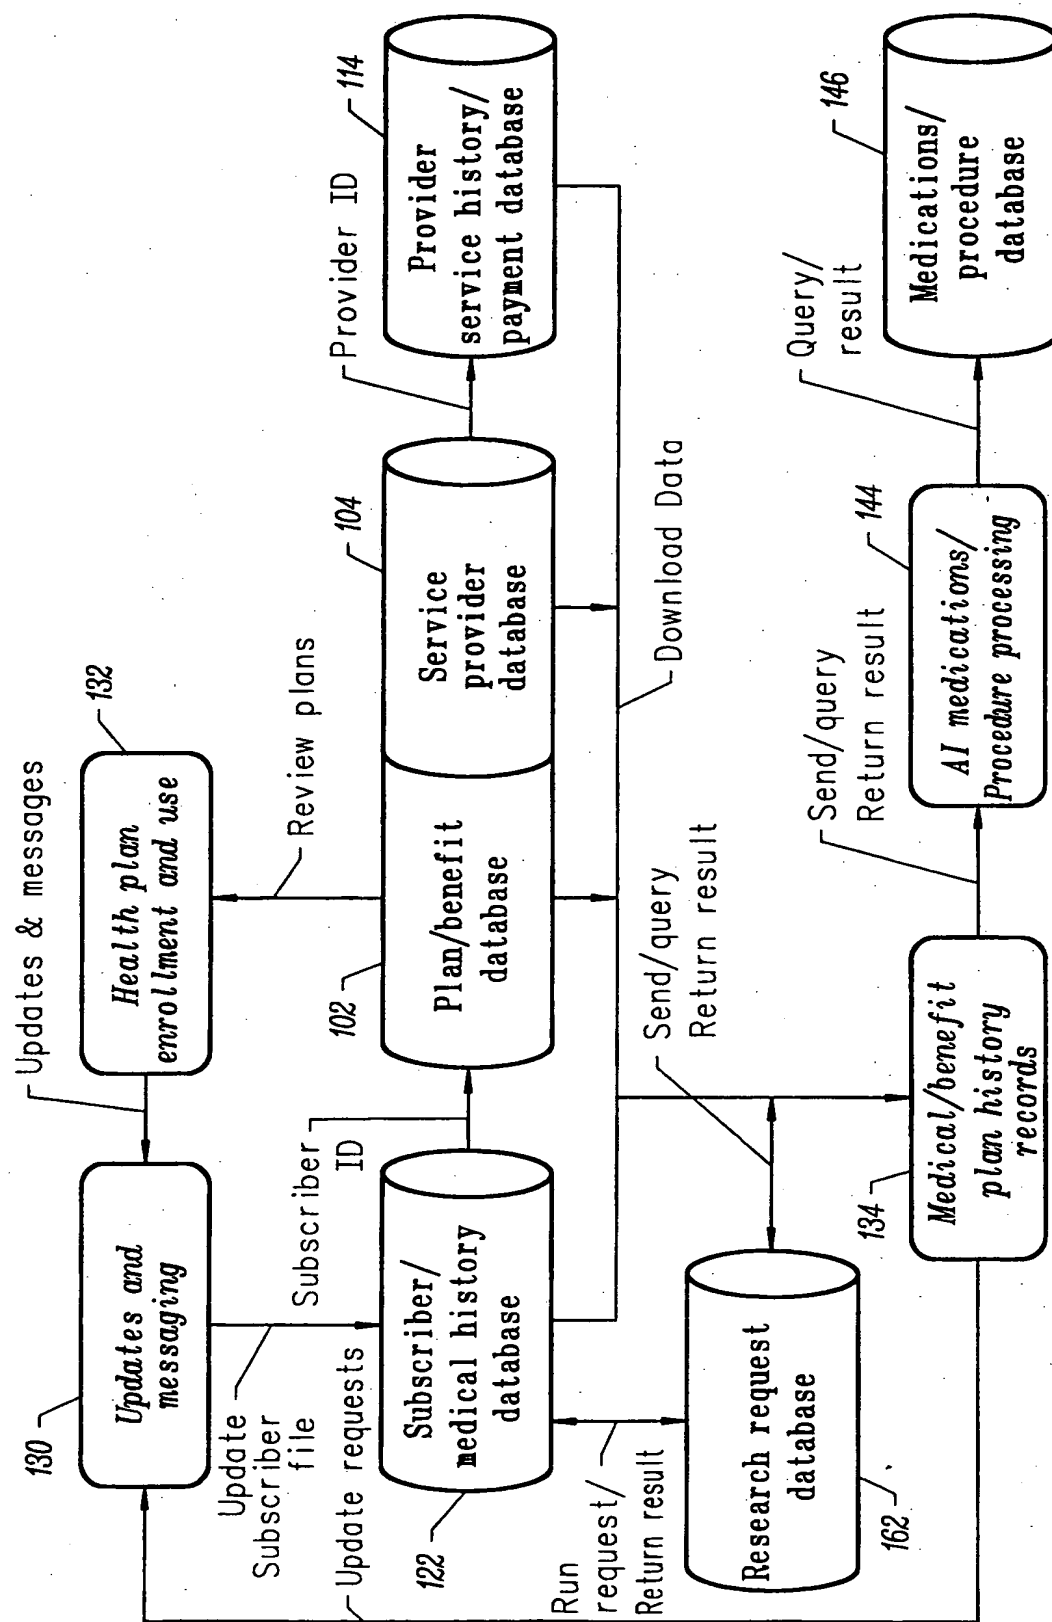 Updates & messages
130
Updates and
messaging
132
Health plan
enrollment and use
Update
Subscriber
file
Review plans
Update requests
Subscriber
ID
Provider ID
122
Subscriber/
medical history
database
102
Plan/benefit
database
104
Service
provider
database
114
Provider
service history/
payment database
Run
request/
Return result
Download Data
Send/query
Return result
162
Research request
database
134
Medical/benefit
plan history
records
Send/query
Return result
144
AI medications/
Procedure processing
Query/
result
146
Medications/
procedure
database